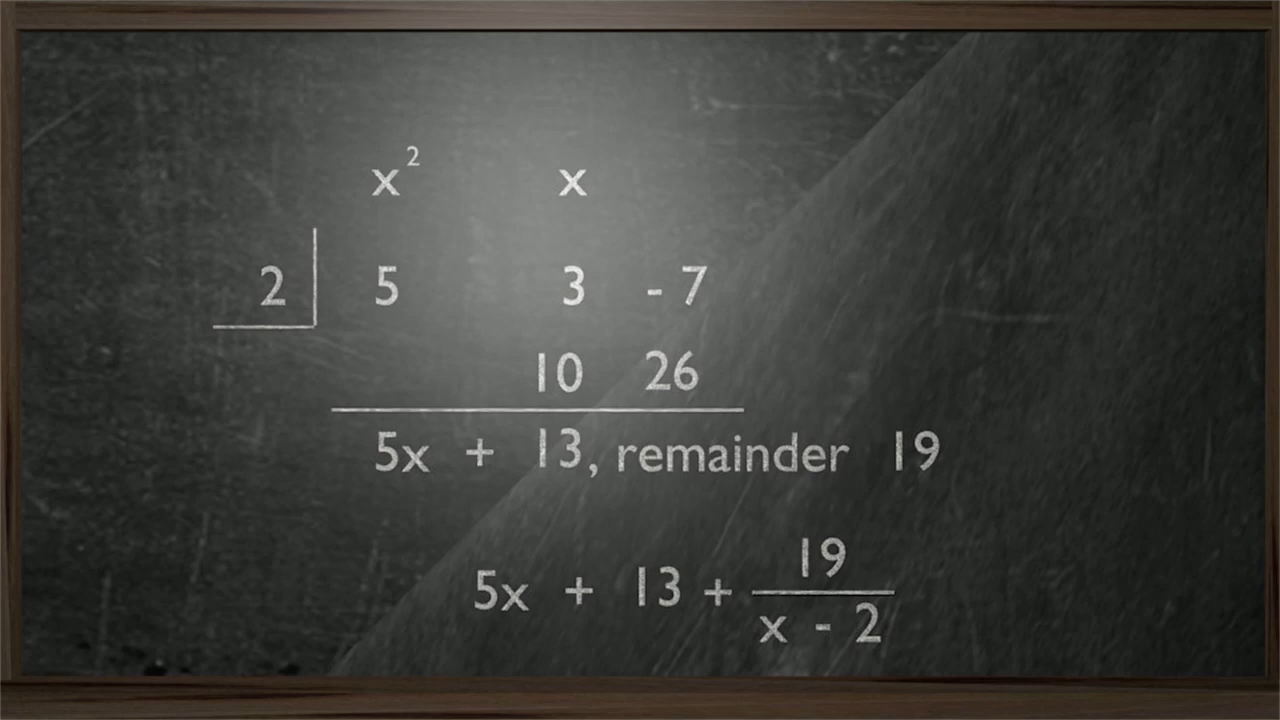 x² x
2 5 3 - 7
10 26
5x + 13, remainder 19
5x + 13 + 19
x - 2